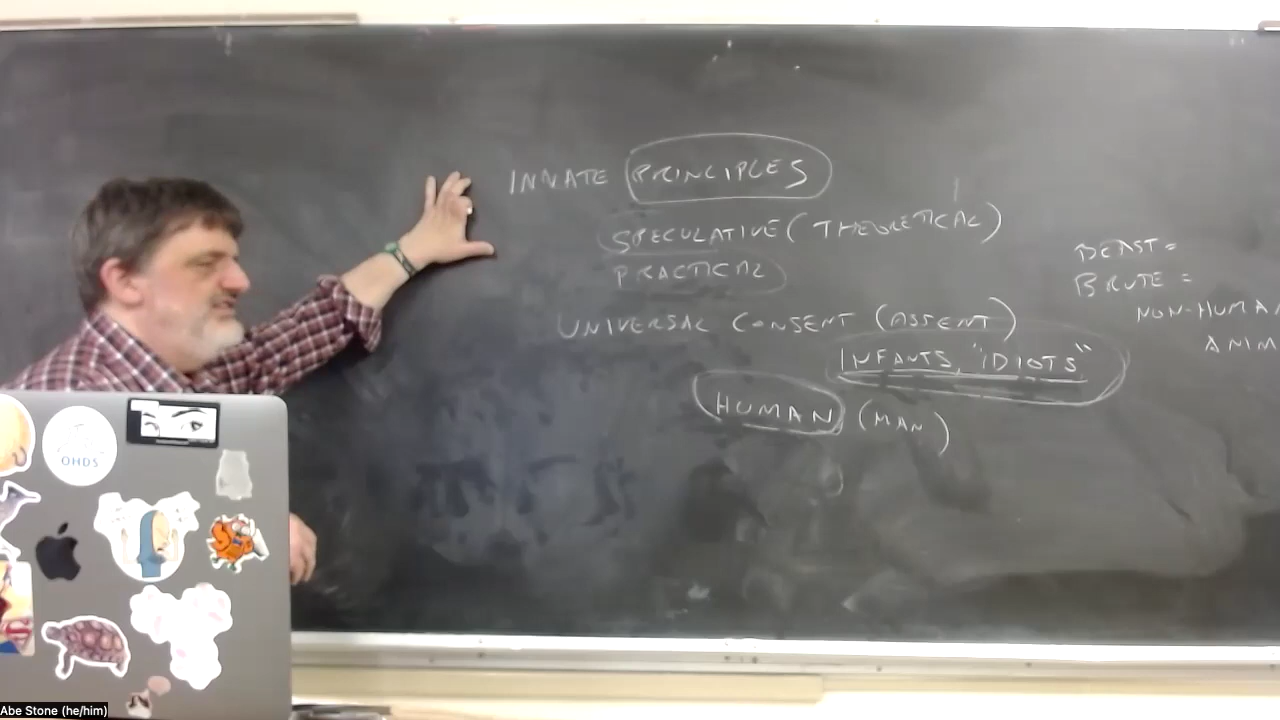 INNATE PRINCIPLES
SPECULATIVE (THEORETICAL)
PRACTICAL
UNIVERSAL CONSENT (ASSENT)
INFANTS, "IDIOTS"
HUMAN (MAN)
BEAST =
BRUTE =
NON-HUMAN
ANIM
OHDS
Abe Stone (he/him)